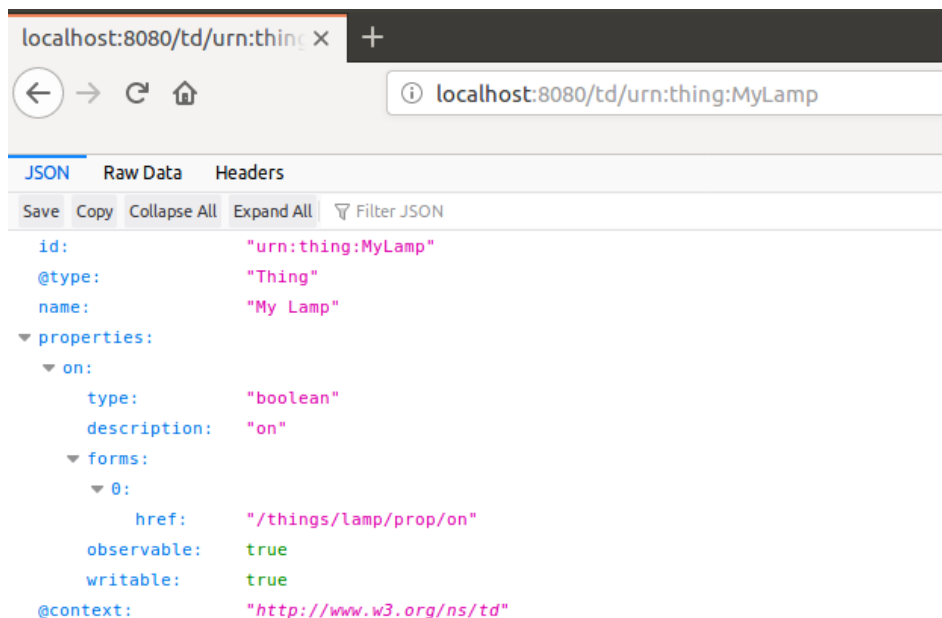 localhost:8080/td/urn:thing
localhost:8080/td/urn:thing:MyLamp
JSON Raw Data Headers
Save Copy Collapse All Expand All Filter JSON
id: "urn:thing:MyLamp"
@type: "Thing"
name: "My Lamp"
properties:
on:
type: "boolean"
description: "on"
forms:
0:
href: "/things/lamp/prop/on"
observable: true
writable: true
@context: "http://www.w3.org/ns/td"